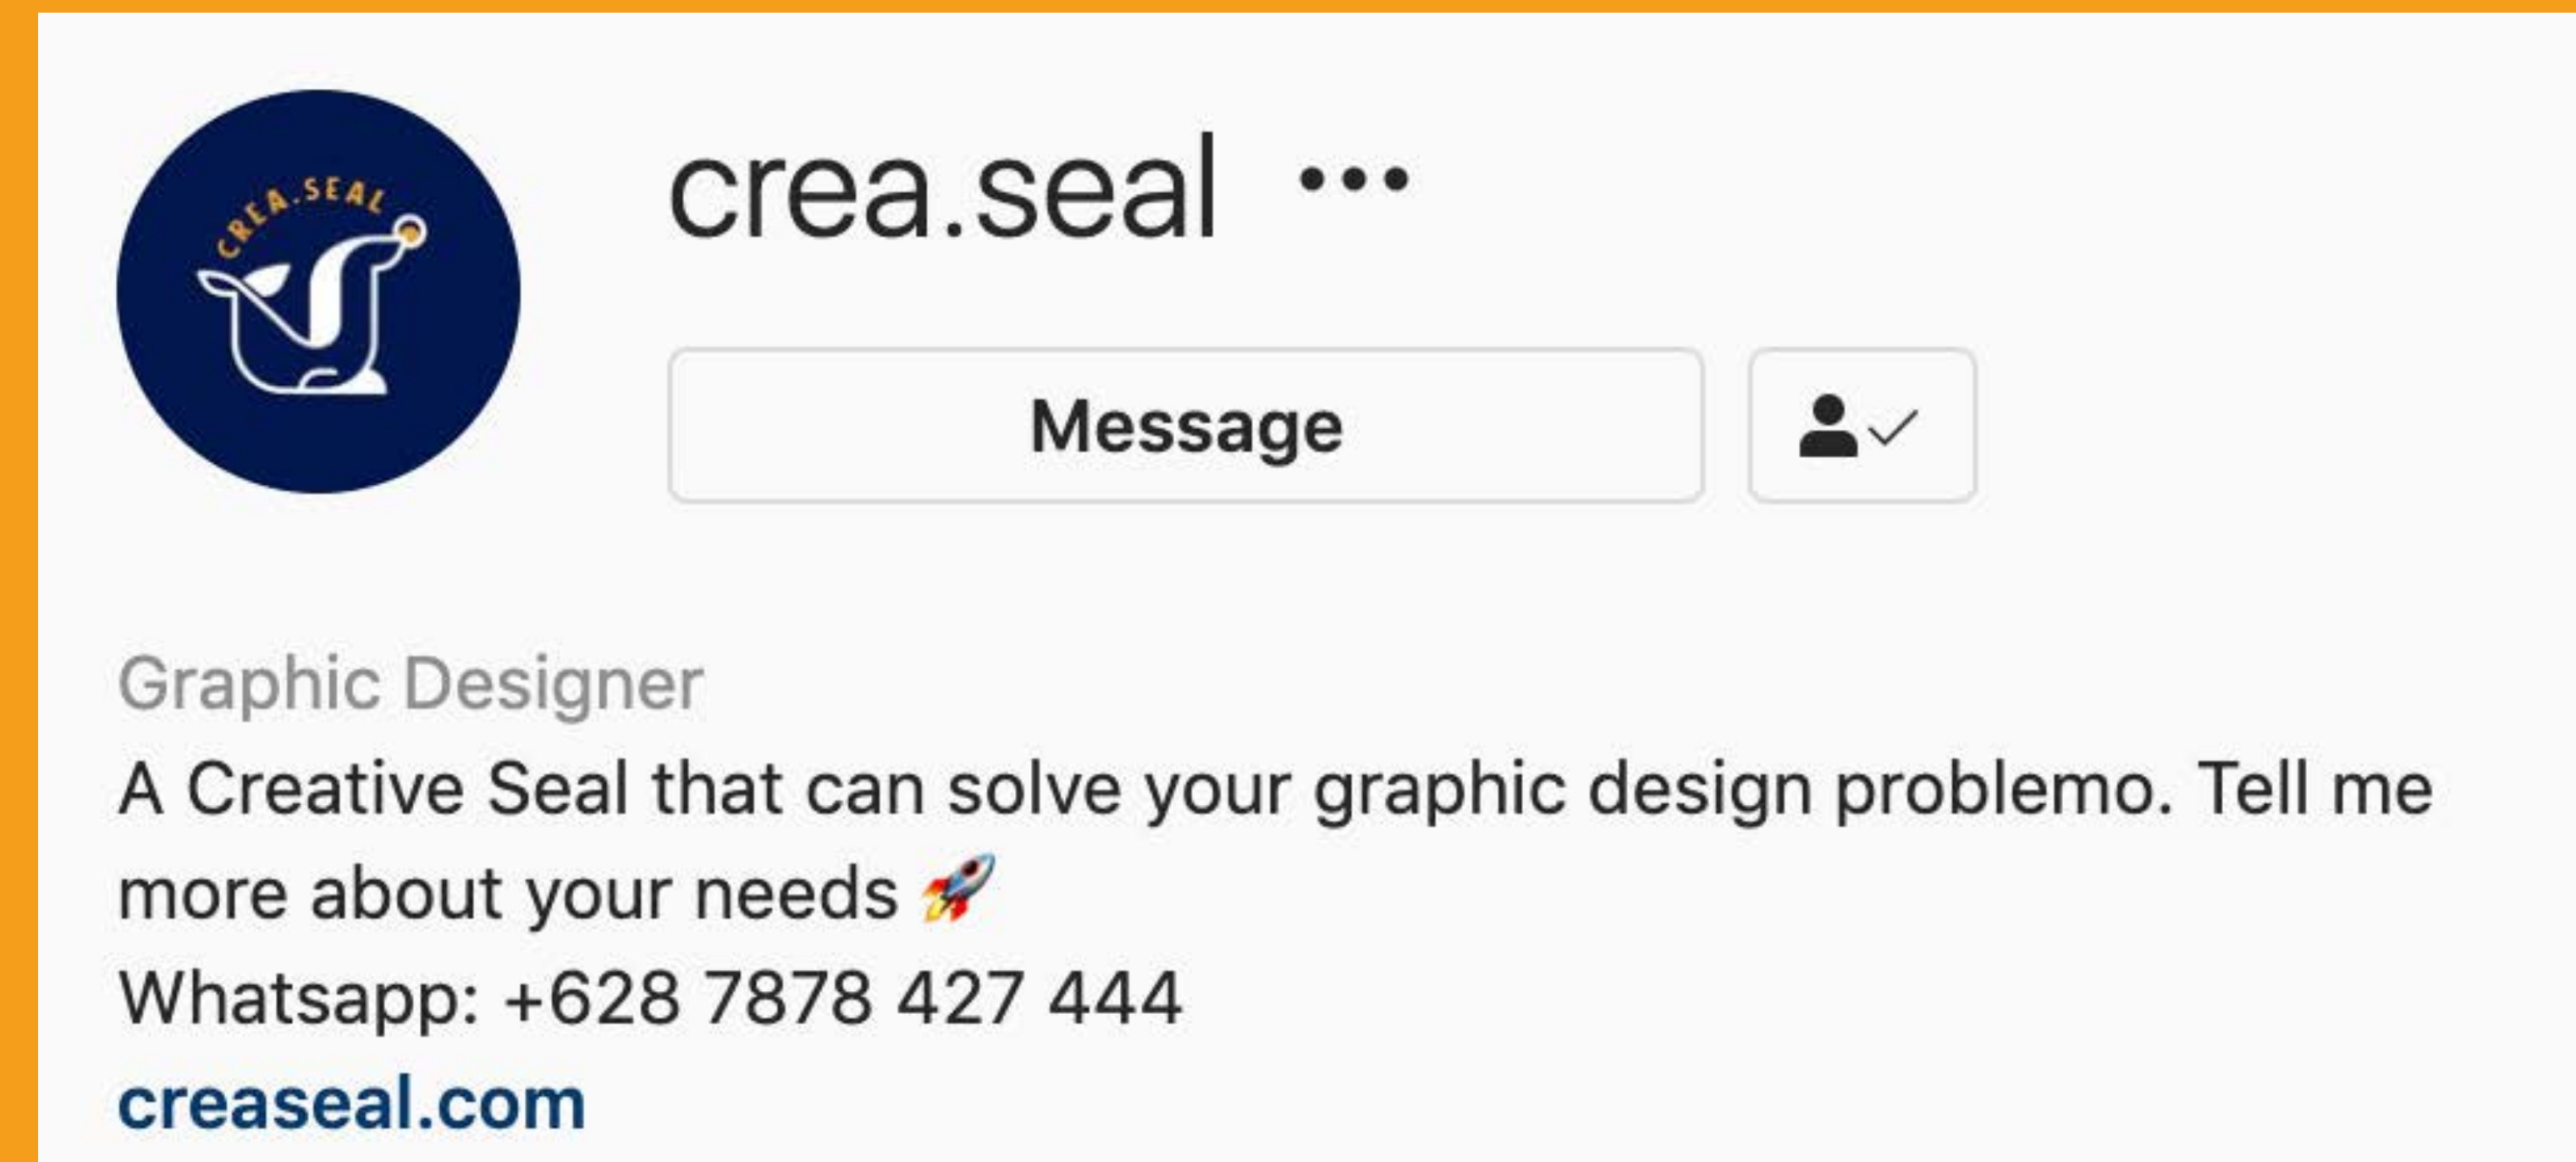 CREA.SEAL
crea.seal •••
Message
Graphic Designer
A Creative Seal that can solve your graphic design problemo. Tell me
more about your needs 🚀
Whatsapp: +628 7878 427 444
creaseal.com